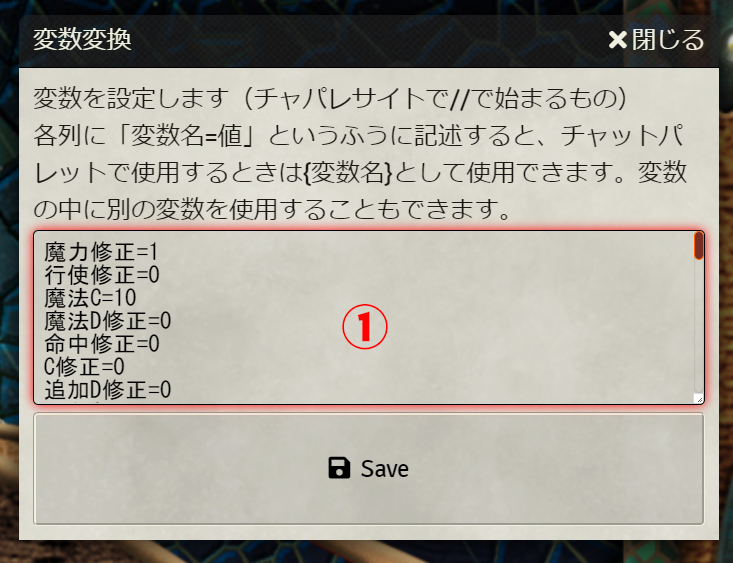 変数変換
×閉じる
変数を設定します（チャパレサイトで//で始まるもの）
各列に「変数名=値」というふうに記述すると、チャットパ
レットで使用するときは{変数名}として使用できます。変数
の中に別の変数を使用することもできます。
魔力修正=1
行使修正=0
魔法C=10
魔法D修正=0
命中修正=0
C修正=0
追加D修正=0
①
Save